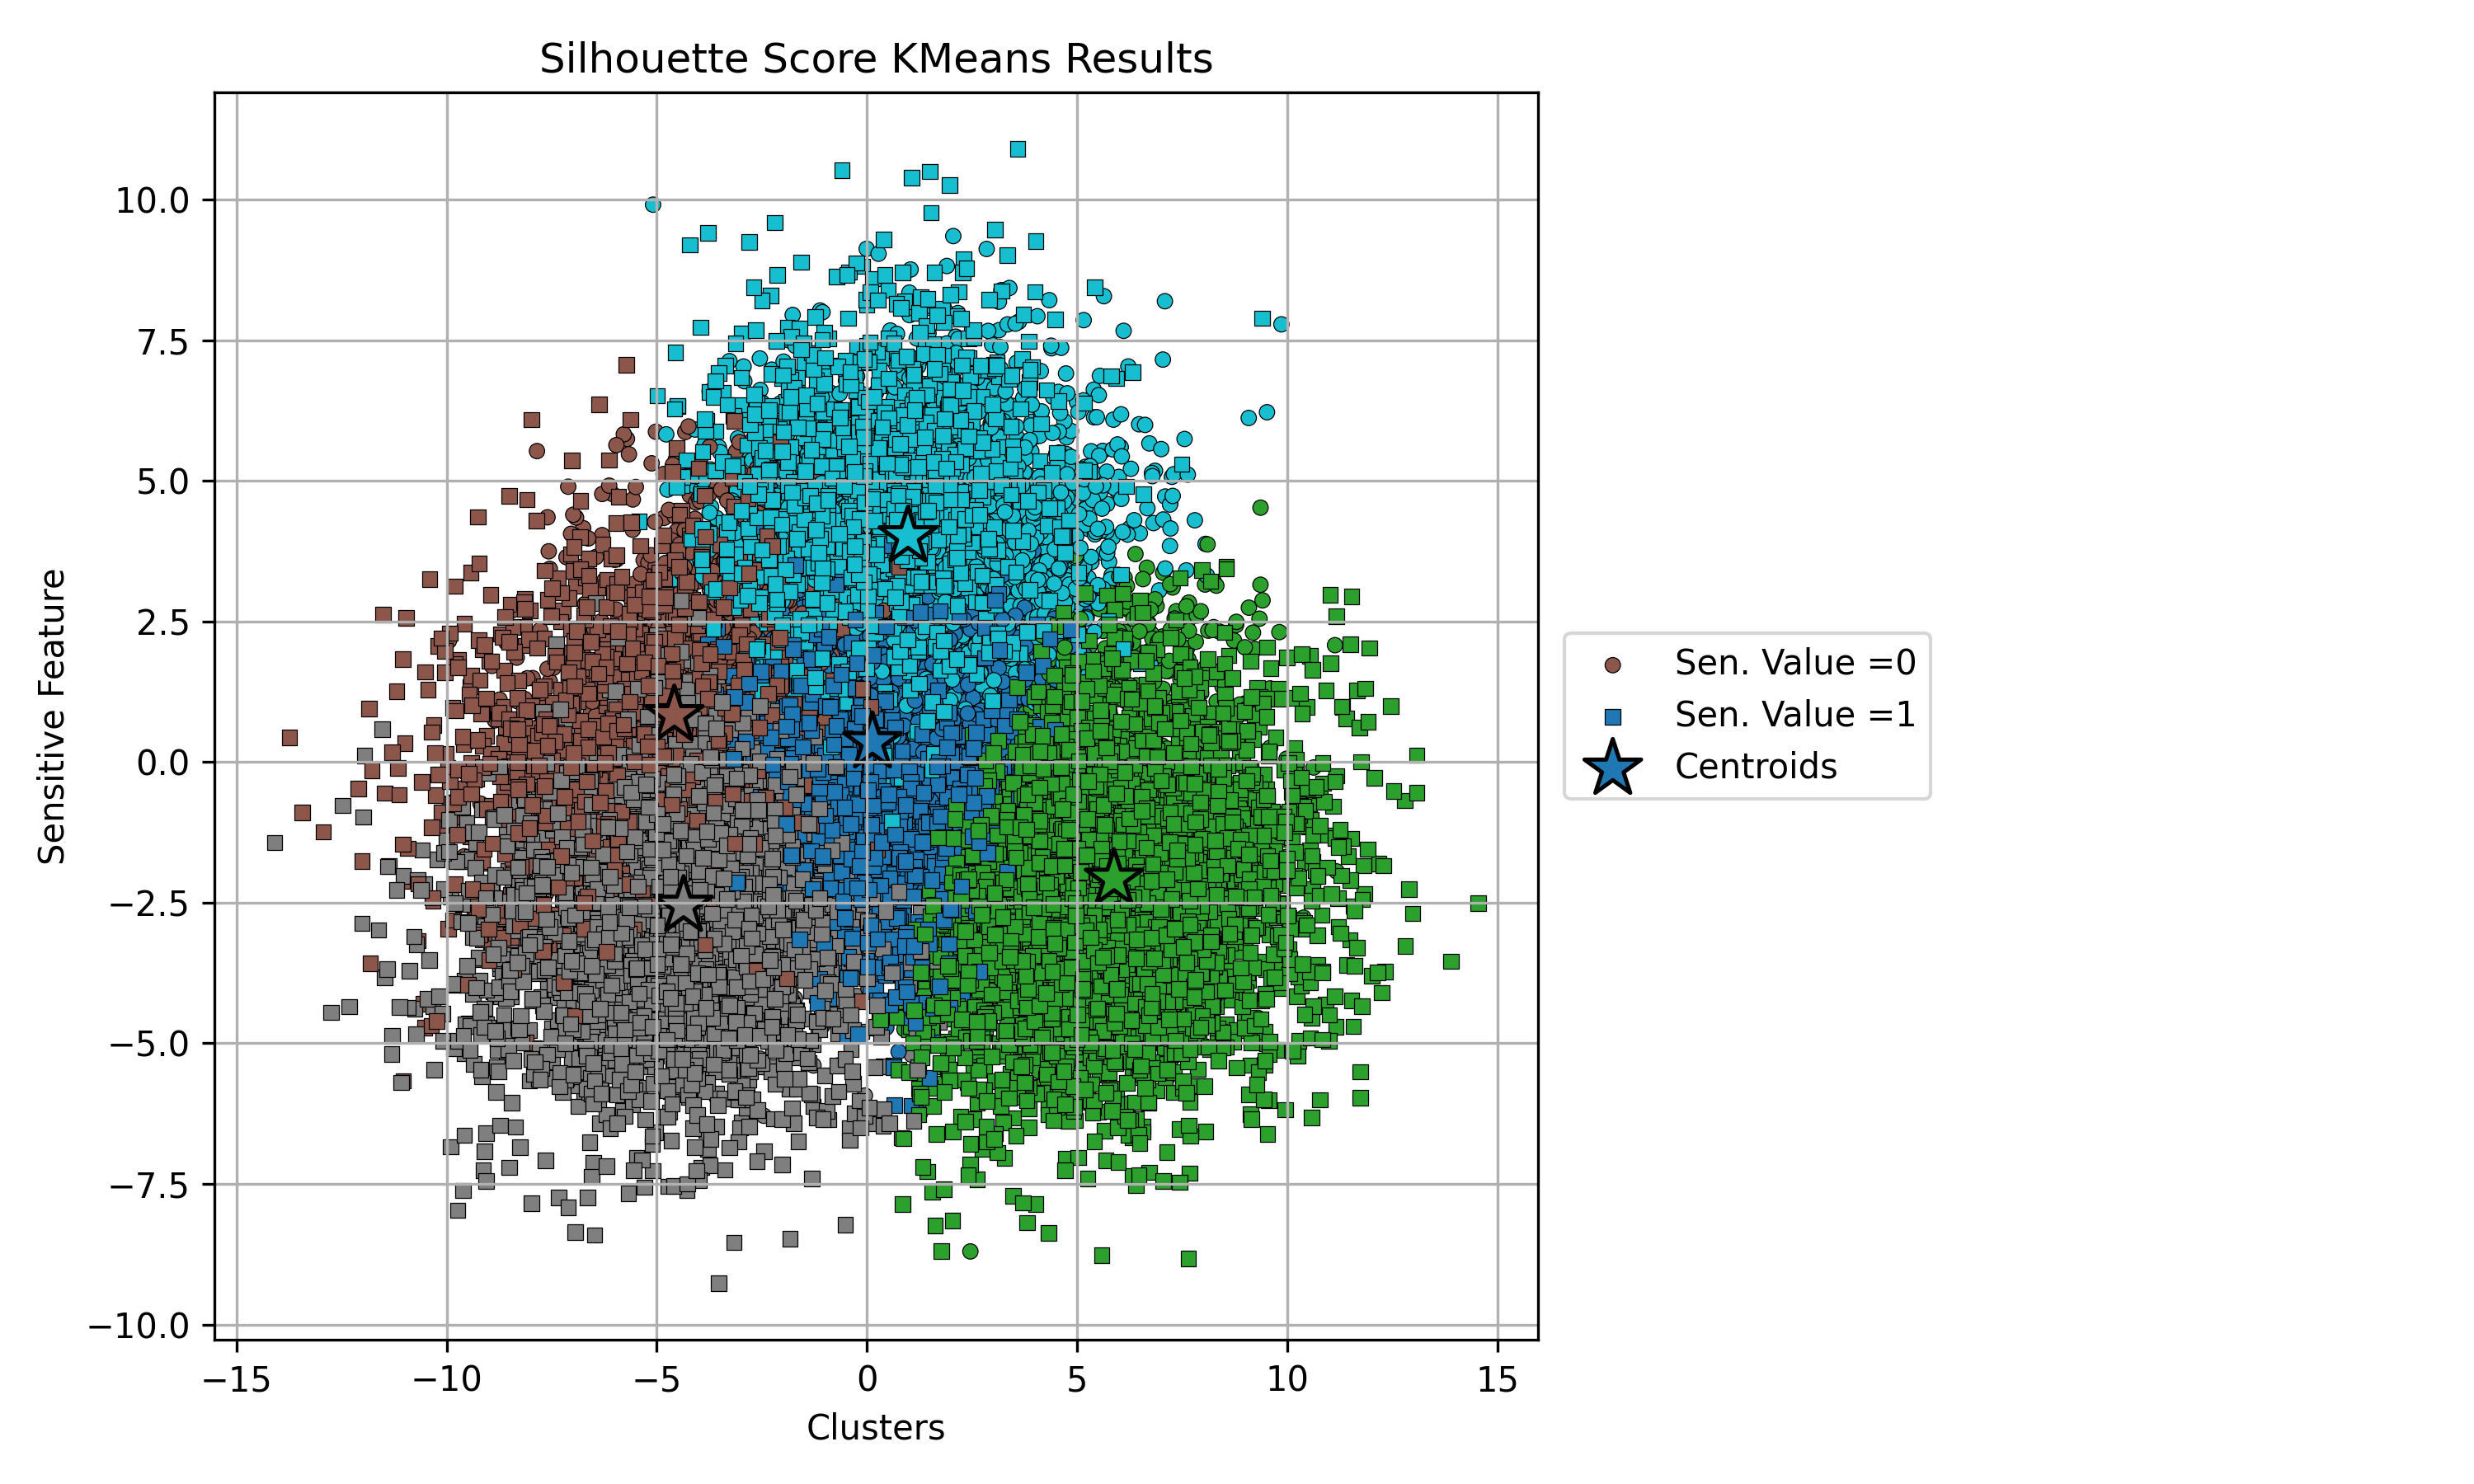 Silhouette Score KMeans Results
10.0
7.5
5.0
2.5
0.0
−2.5
−5.0
−7.5
−10.0
Sensitive Feature
−15
−10
−5
0
5
10
15
Clusters
Sen. Value =0
Sen. Value =1
Centroids